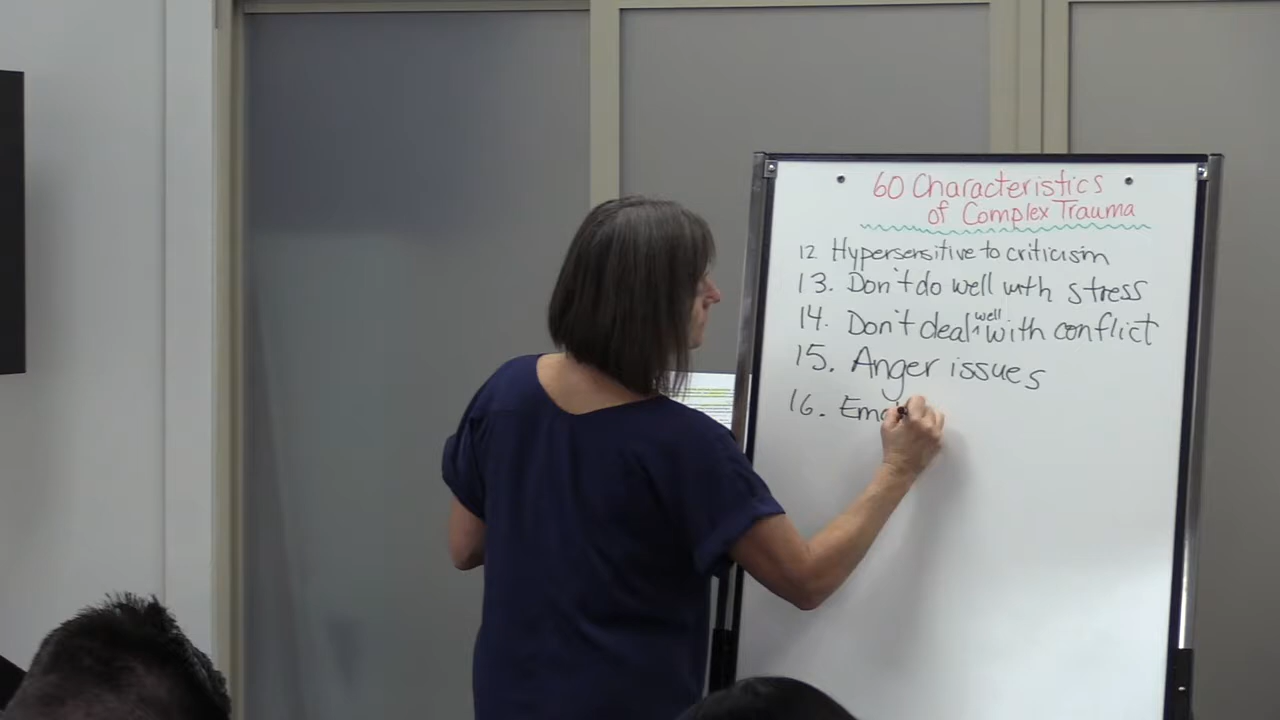 60 Characteristics
of Complex Trauma
12 Hypersensitive to criticism
13. Don't do well with stress
14. Don't deal well with conflict
15. Anger issues
16. Emo